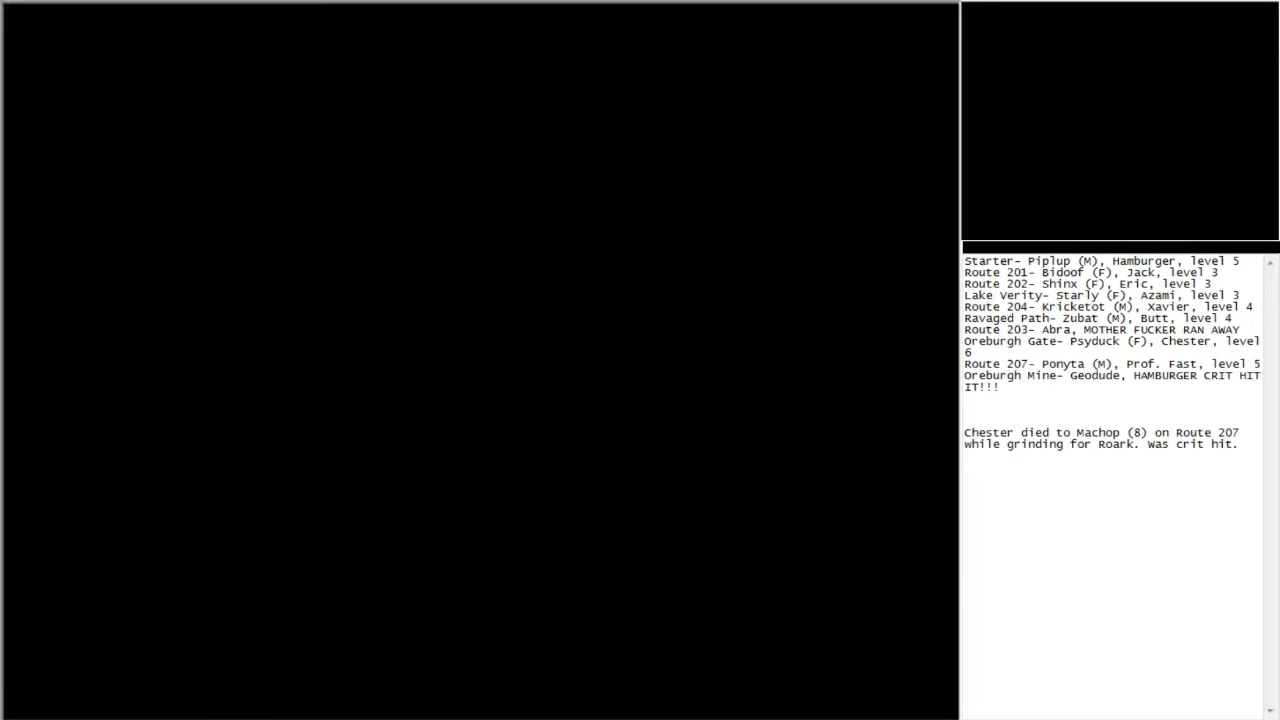 Starter- Piplup (M), Hamburger, level 5
Route 201- Bidoof (F), Jack, level 3
Route 202- Shinx (F), Eric, level 3
Lake Verity- Starly (F), Azami, level 3
Route 204- Kricketot (M), Xavier, level 4
Ravaged Path- Zubat (M), Butt, level 4
Route 203- Abra, MOTHER FUCKER RAN AWAY
Oreburgh Gate- Psyduck (F), Chester, level
6
Route 207- Ponyta (M), Prof. Fast, level 5
Oreburgh Mine- Geodude, HAMBURGER CRIT HIT
IT!!!
Chester died to Machop (8) on Route 207
while grinding for Roark. Was crit hit.